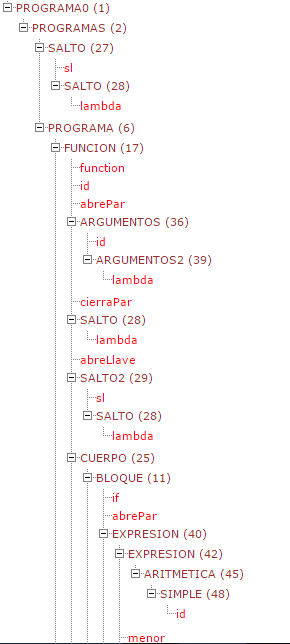 PROGRAMA0 (1)
PROGRAMAS (2)
SALTO (27)
sl
SALTO (28)
lambda
PROGRAMA (6)
FUNCION (17)
function
id
abrePar
ARGUMENTOS (36)
id
ARGUMENTOS2 (39)
lambda
cierraPar
SALTO (28)
lambda
abreLlave
SALTO2 (29)
sl
SALTO (28)
lambda
CUERPO (25)
BLOQUE (11)
if
abrePar
EXPRESION (40)
EXPRESION (42)
ARITMETICA (45)
SIMPLE (48)
id
menor